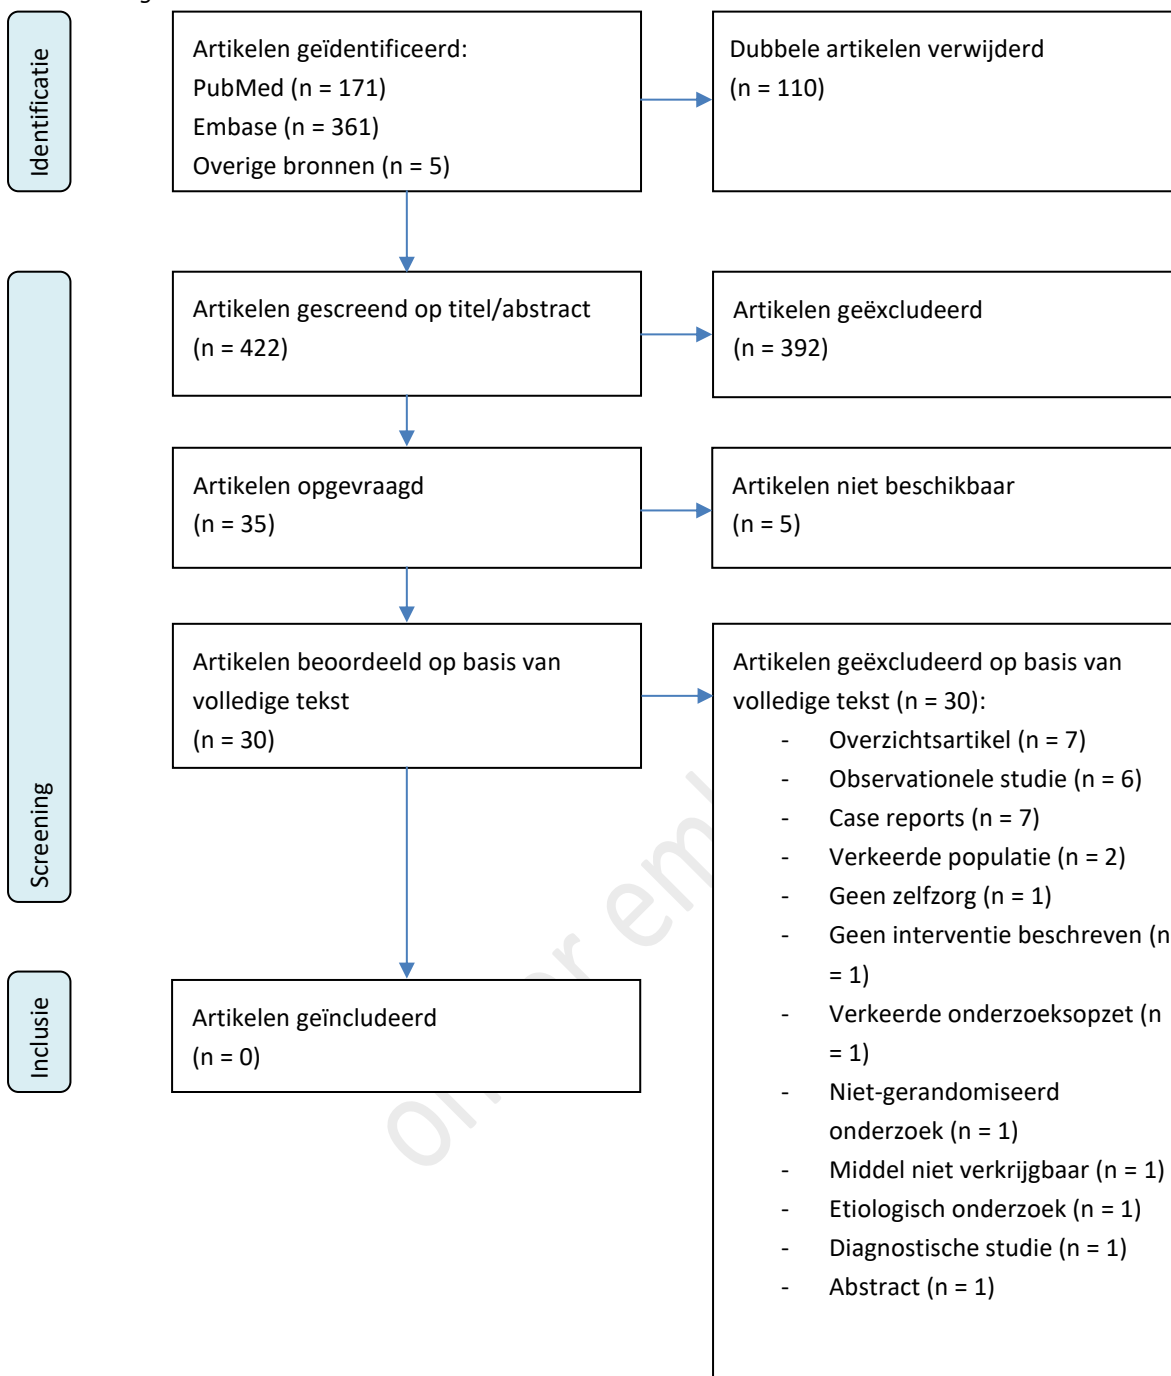 Identificatie
Artikelen geïdentificeerd:
PubMed (n = 171)
Embase (n = 361)
Overige bronnen (n = 5)
Dubbele artikelen verwijderd
(n = 110)
Screening
Artikelen gescreend op titel/abstract
(n = 422)
Artikelen geëxcludeerd
(n = 392)
Artikelen opgevraagd
(n = 35)
Artikelen niet beschikbaar
(n = 5)
Artikelen beoordeeld op basis van
volledige tekst
(n = 30)
Artikelen geëxcludeerd op basis van
volledige tekst (n = 30):
- Overzichtsartikel (n = 7)
- Observationele studie (n = 6)
- Case reports (n = 7)
- Verkeerde populatie (n = 2)
- Geen zelfzorg (n = 1)
- Geen interventie beschreven (n
= 1)
- Verkeerde onderzoeksopzet (n
= 1)
- Niet-gerandomiseerd
onderzoek (n = 1)
- Middel niet verkrijgbaar (n = 1)
- Etiologisch onderzoek (n = 1)
- Diagnostische studie (n = 1)
- Abstract (n = 1)
Inclusie
Artikelen geïncludeerd
(n = 0)